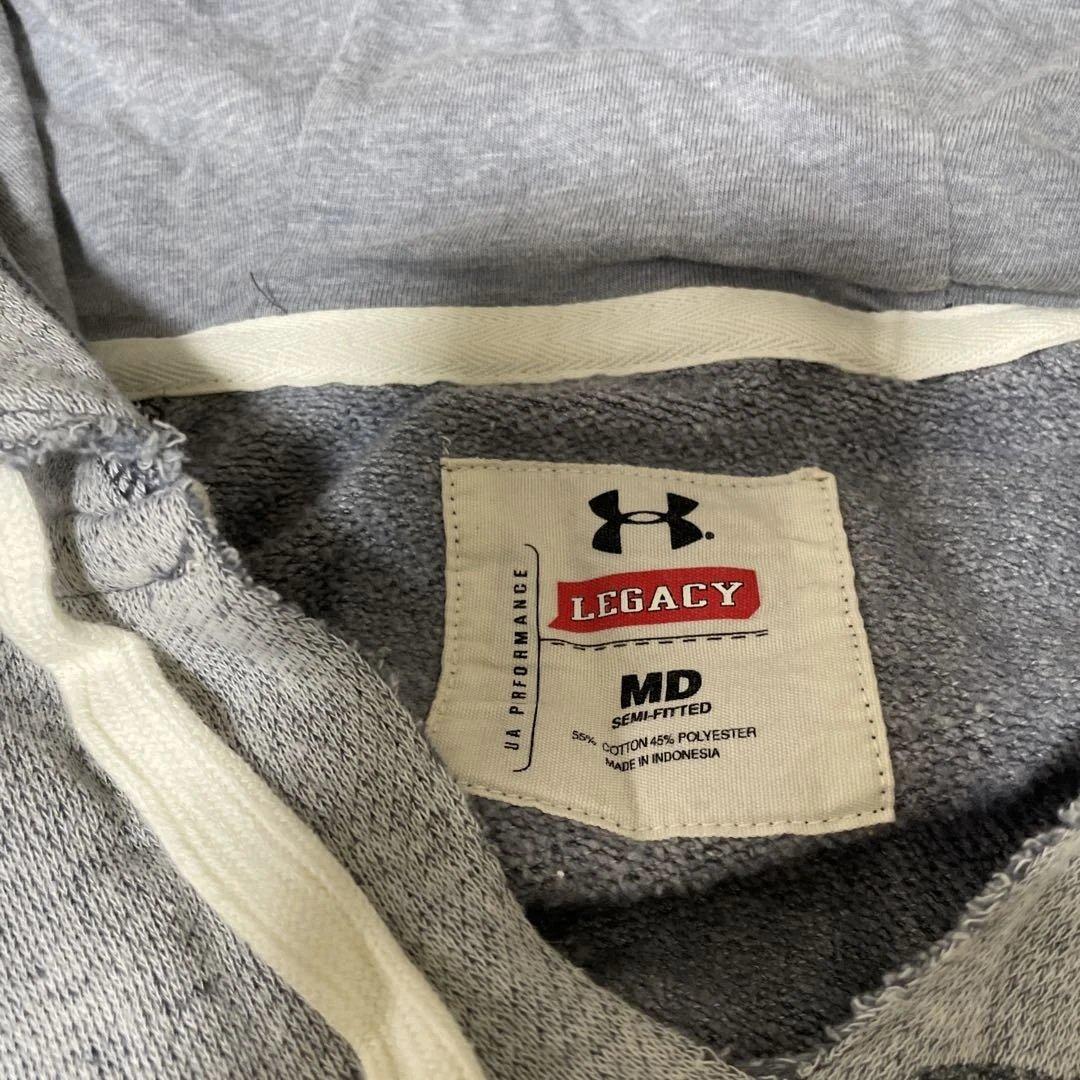 LEGACY
UA PRFORMANCE
MD
SEMI-FITTED
55% COTTON 45% POLYESTER
MADE IN INDONESIA